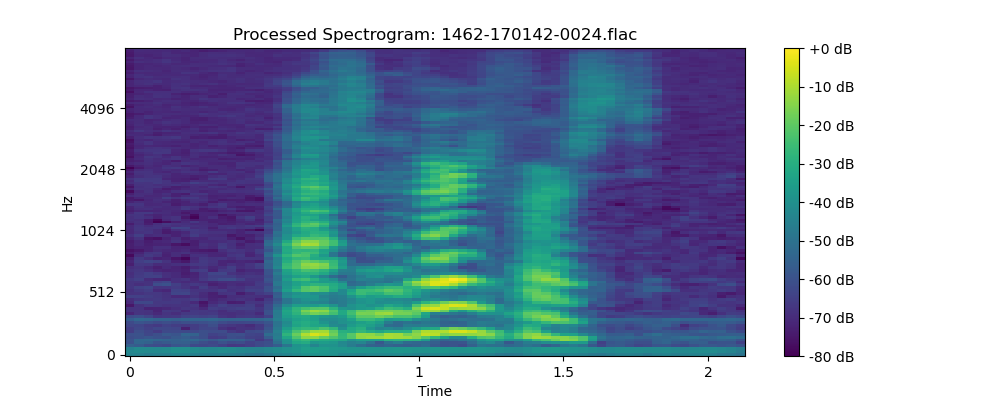 Processed Spectrogram: 1462-170142-0024.flac
Hz
4096
2048
1024
512
0
0
0.5
1
1.5
2
Time
+0 dB
-10 dB
-20 dB
-30 dB
-40 dB
-50 dB
-60 dB
-70 dB
-80 dB